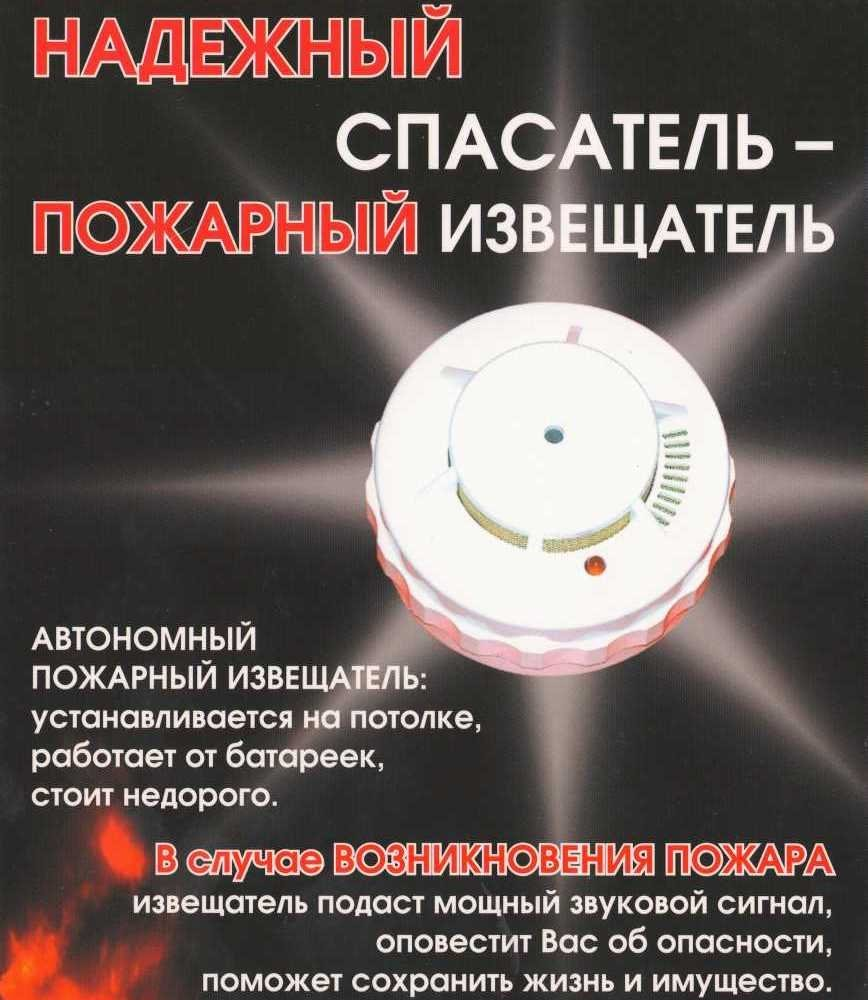 НАДЕЖНЫЙ
СПАСАТЕЛЬ –
ПОЖАРНЫЙ ИЗВЕЩАТЕЛЬ
АВТОНОМНЫЙ
ПОЖАРНЫЙ ИЗВЕЩАТЕЛЬ:
устанавливается на потолке,
работает от батареек,
стоит недорого.
В случае ВОЗНИКНОВЕНИЯ ПОЖАРА
извещатель подаст мощный звуковой сигнал,
оповестит Вас об опасности,
поможет сохранить жизнь и имущество.